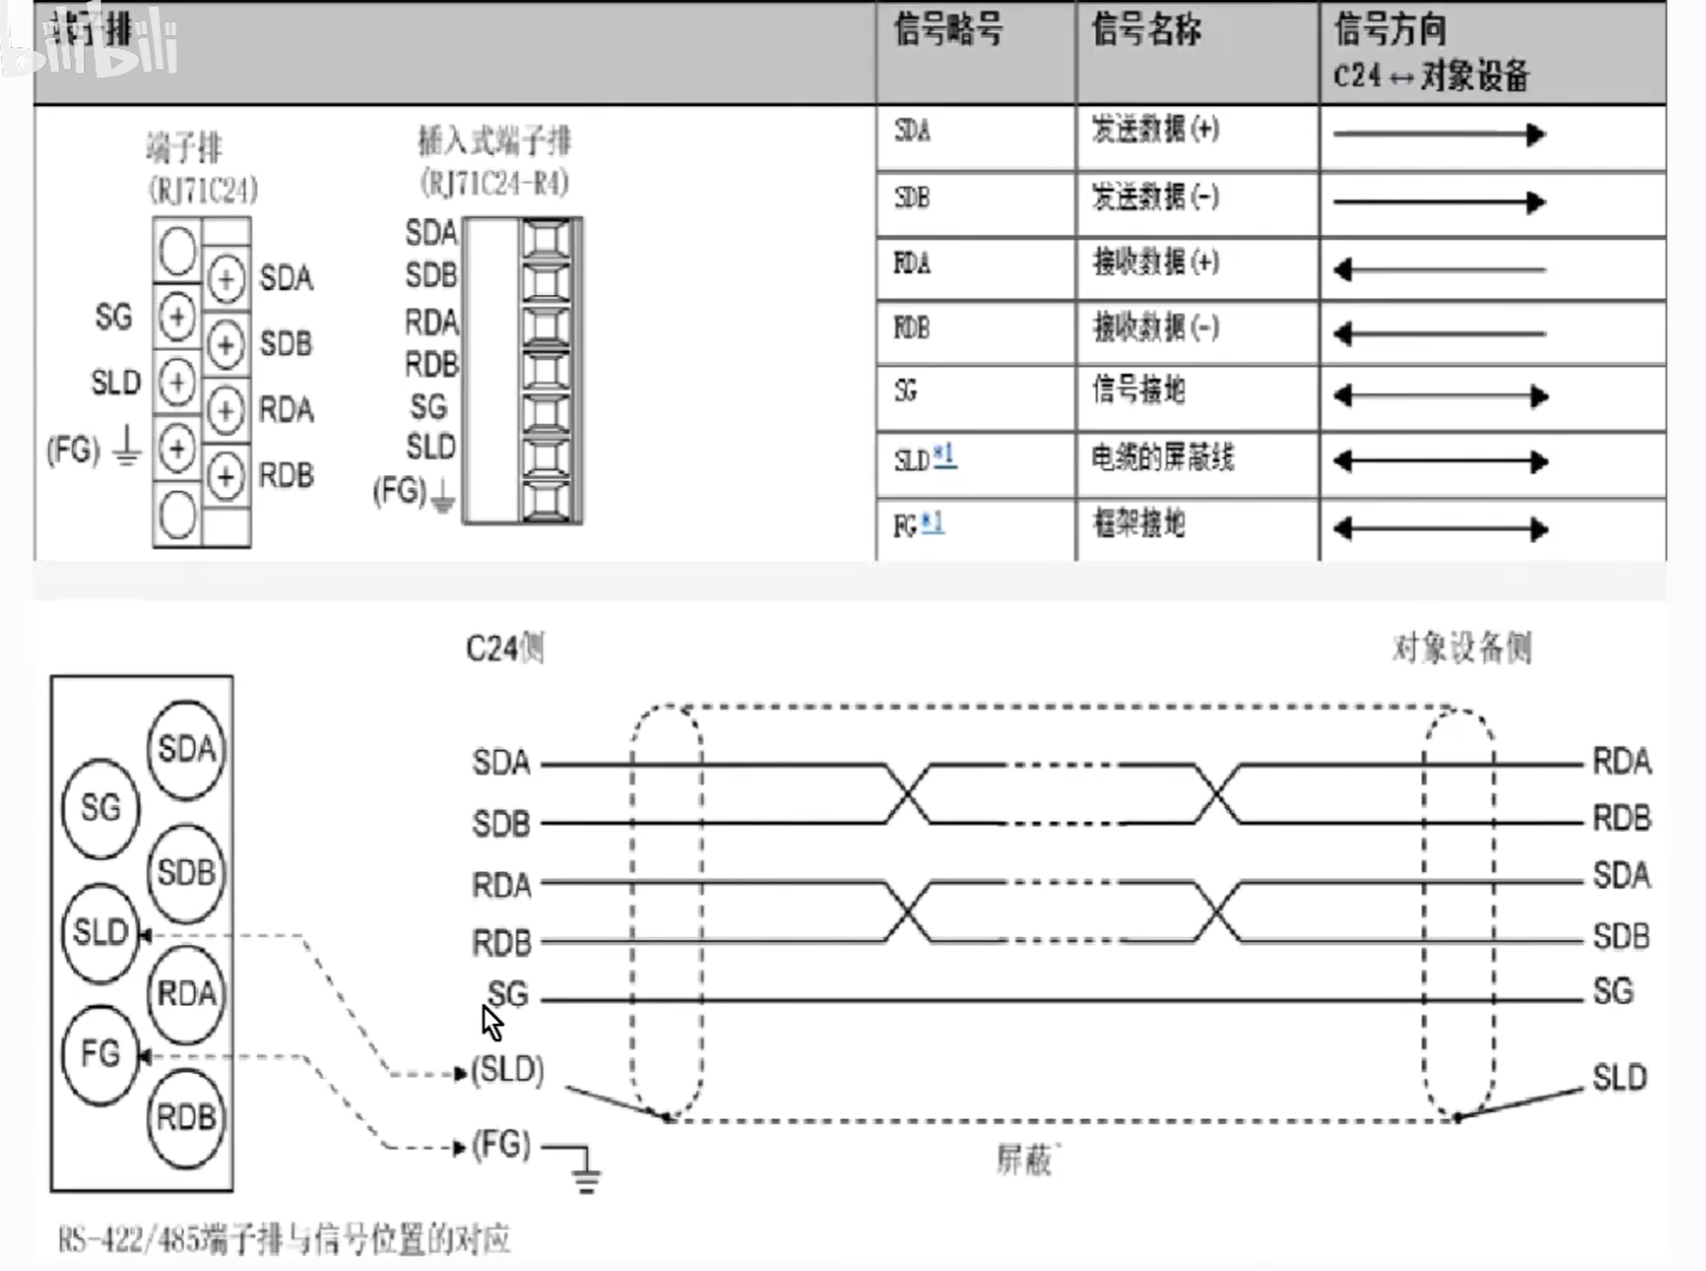 bilibili
端子排 信号略号 信号名称 信号方向
C24 ↔ 对象设备
端子排
(RJ71C24)
SG
SLD
(FG)
SDA
SDB
RDA
RDB
插入式端子排
(RJ71C24-R4)
SDA
SDB
RDA
RDB
SG
SLD
(FG)
SDA 发送数据(+)
SDB 发送数据(-)
RDA 接收数据(+)
RDB 接收数据(-)
SG 信号接地
SLD*1 电缆的屏蔽线
FG*1 框架接地
C24侧 对象设备侧
SDA
SG
SDB
SLD
RDA
FG
RDB
SDA RDA
SDB RDB
RDA SDA
RDB SDB
SG SG
(SLD) SLD
(FG)
屏蔽
RS-422/485端子排与信号位置的对应